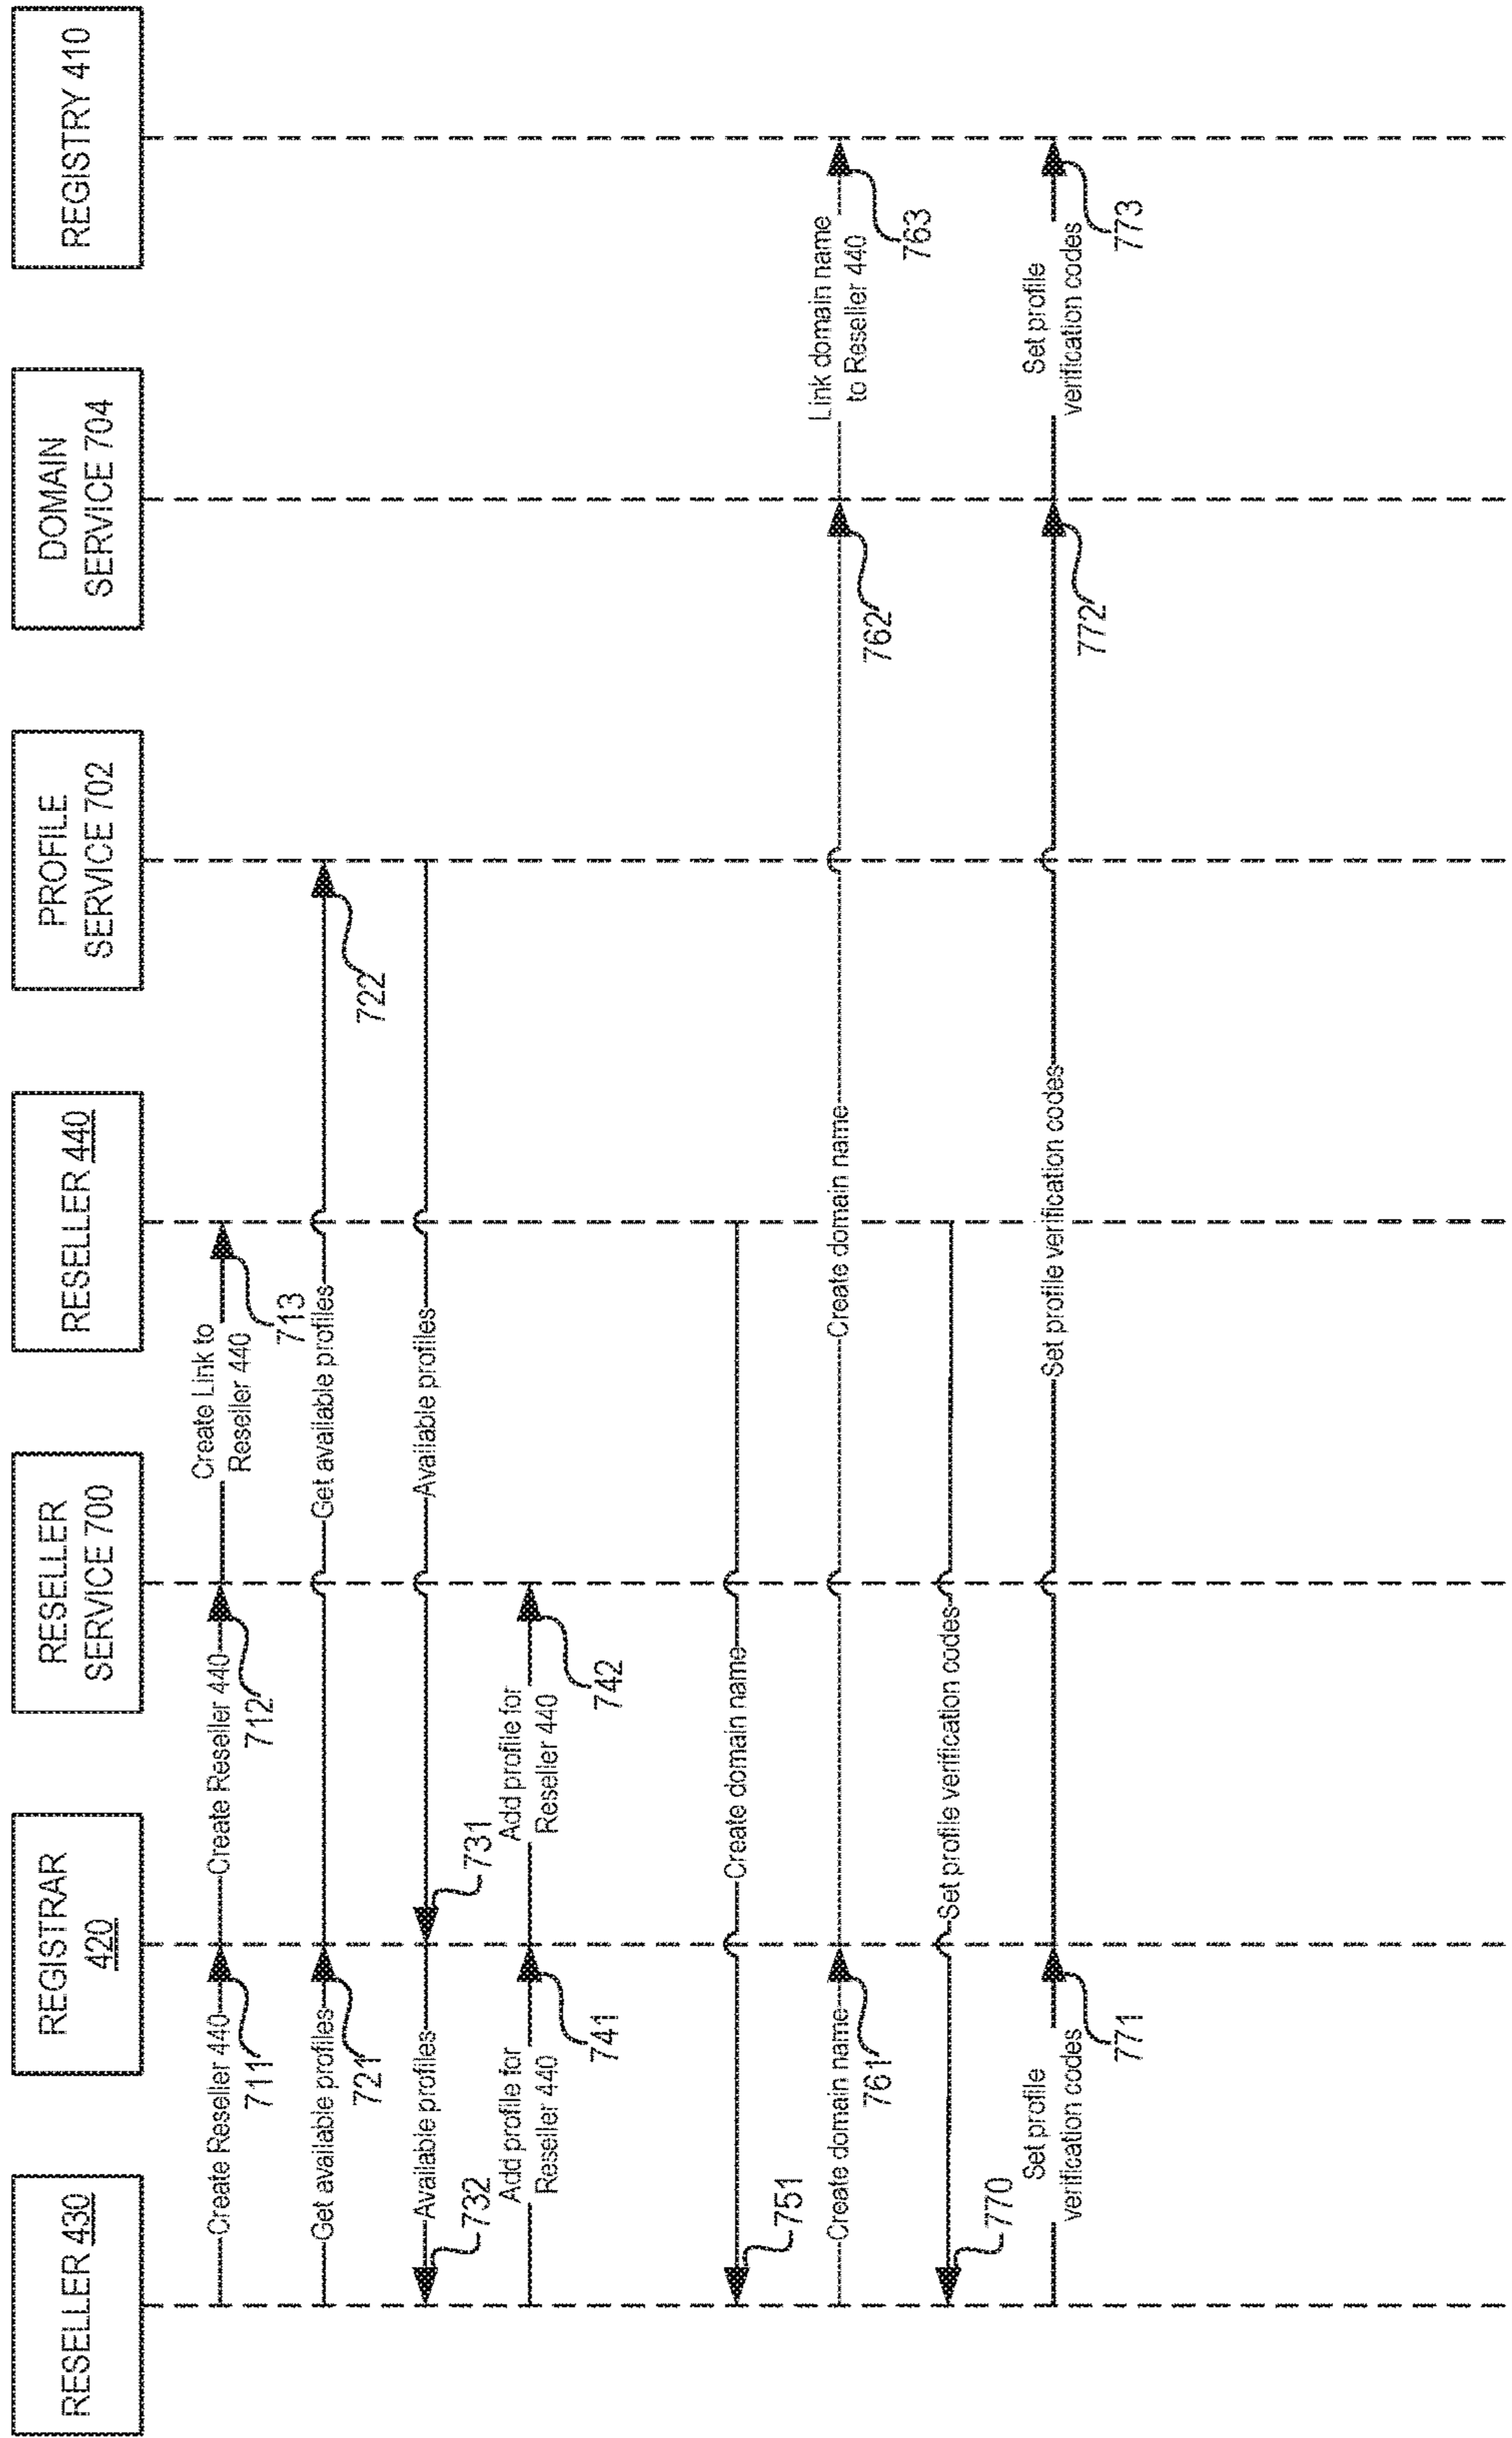 RESELLER 430
REGISTRAR
420
RESELLER
SERVICE 700
RESELLER 440
PROFILE
SERVICE 702
DOMAIN
SERVICE 704
REGISTRY 410
Create Reseller 440
711
Create Reseller 440
712
Create Link to
Reseller 440
713
Get available profiles
721
Get available profiles
722
Available profiles
732
731
Available profiles
Add profile for
Reseller 440
741
Add profile for
Reseller 440
742
751
Create domain name
Create domain name
761
Create domain name
762
Link domain name
to Reseller 440
763
770
Set profile verification codes
Set profile
verification codes
771
Set profile verification codes
772
Set profile
verification codes
773